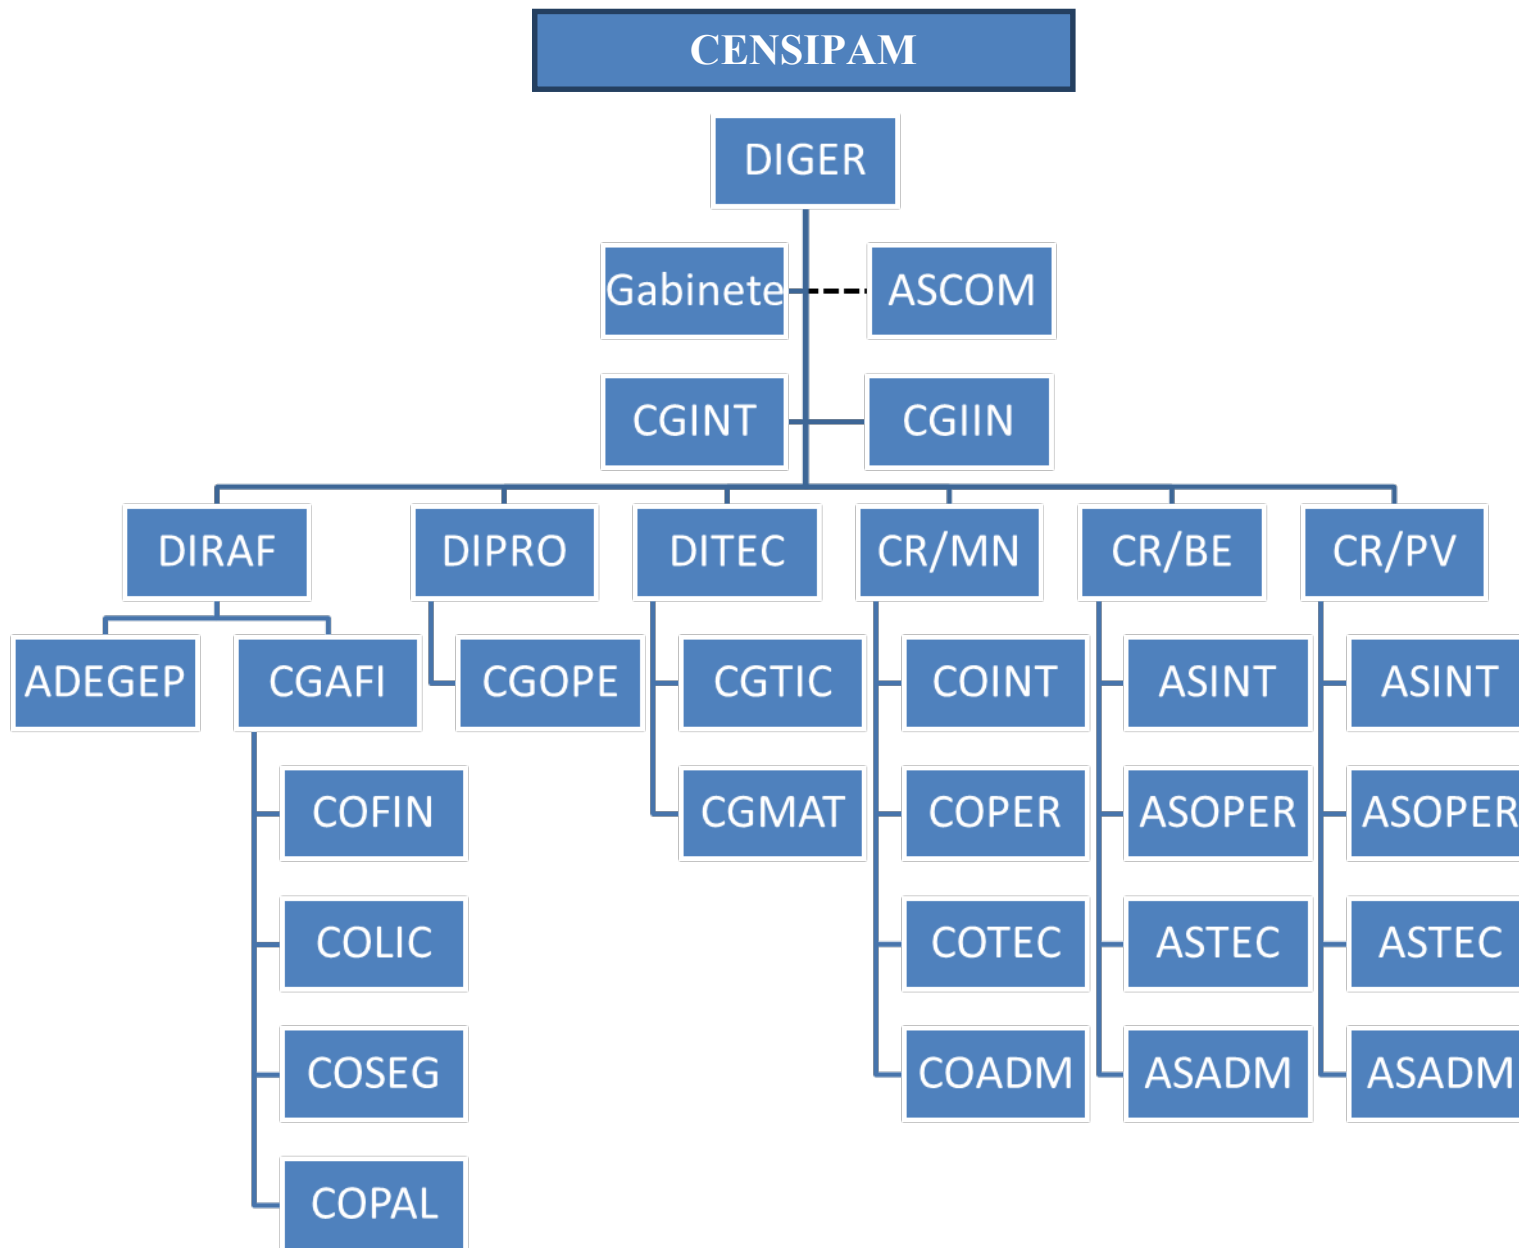 CENSIPAM
DIGER
Gabinete
ASCOM
CGINT
CGIIN
DIRAF
DIPRO
DITEC
CR/MN
CR/BE
CR/PV
ADEGEP
CGAFI
CGOPE
CGTIC
COINT
ASINT
ASINT
COFIN
CGMAT
COPER
ASOPER
ASOPER
COLIC
COTEC
ASTEC
ASTEC
COSEG
COADM
ASADM
ASADM
COPAL